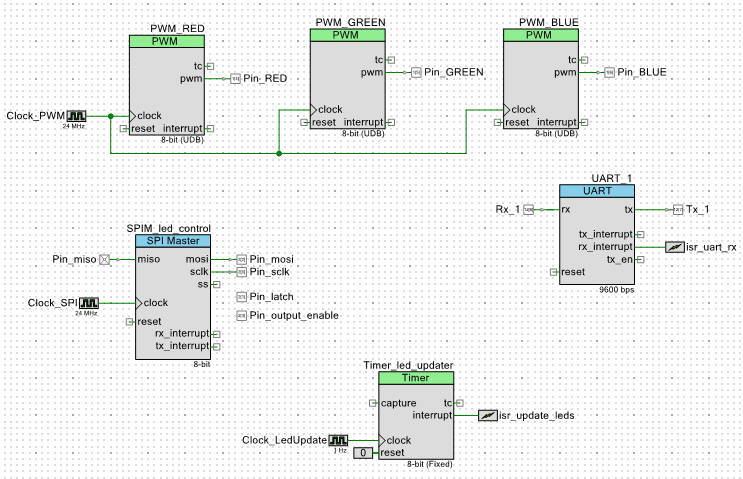 PWM_RED
PWM
tc
pwm
Pin_RED
clock
reset
interrupt
8-bit (UDB)
PWM_GREEN
PWM
tc
pwm
Pin_GREEN
clock
reset
interrupt
8-bit (UDB)
PWM_BLUE
PWM
tc
pwm
Pin_BLUE
clock
reset
interrupt
8-bit (UDB)
Clock_PWM
24 MHz
UART_1
UART
Rx_1
rx
tx
Tx_1
tx_interrupt
rx_interrupt
isr_uart_rx
tx_en
reset
9600 bps
SPIM_led_control
SPI Master
Pin_miso
miso
mosi
Pin_mosi
sclk
Pin_sclk
ss
Clock_SPI
24 MHz
clock
Pin_latch
reset
Pin_output_enable
rx_interrupt
tx_interrupt
8-bit
Timer_led_updater
Timer
capture
tc
interrupt
isr_update_leds
Clock_LedUpdate
1 Hz
clock
0
reset
8-bit (Fixed)